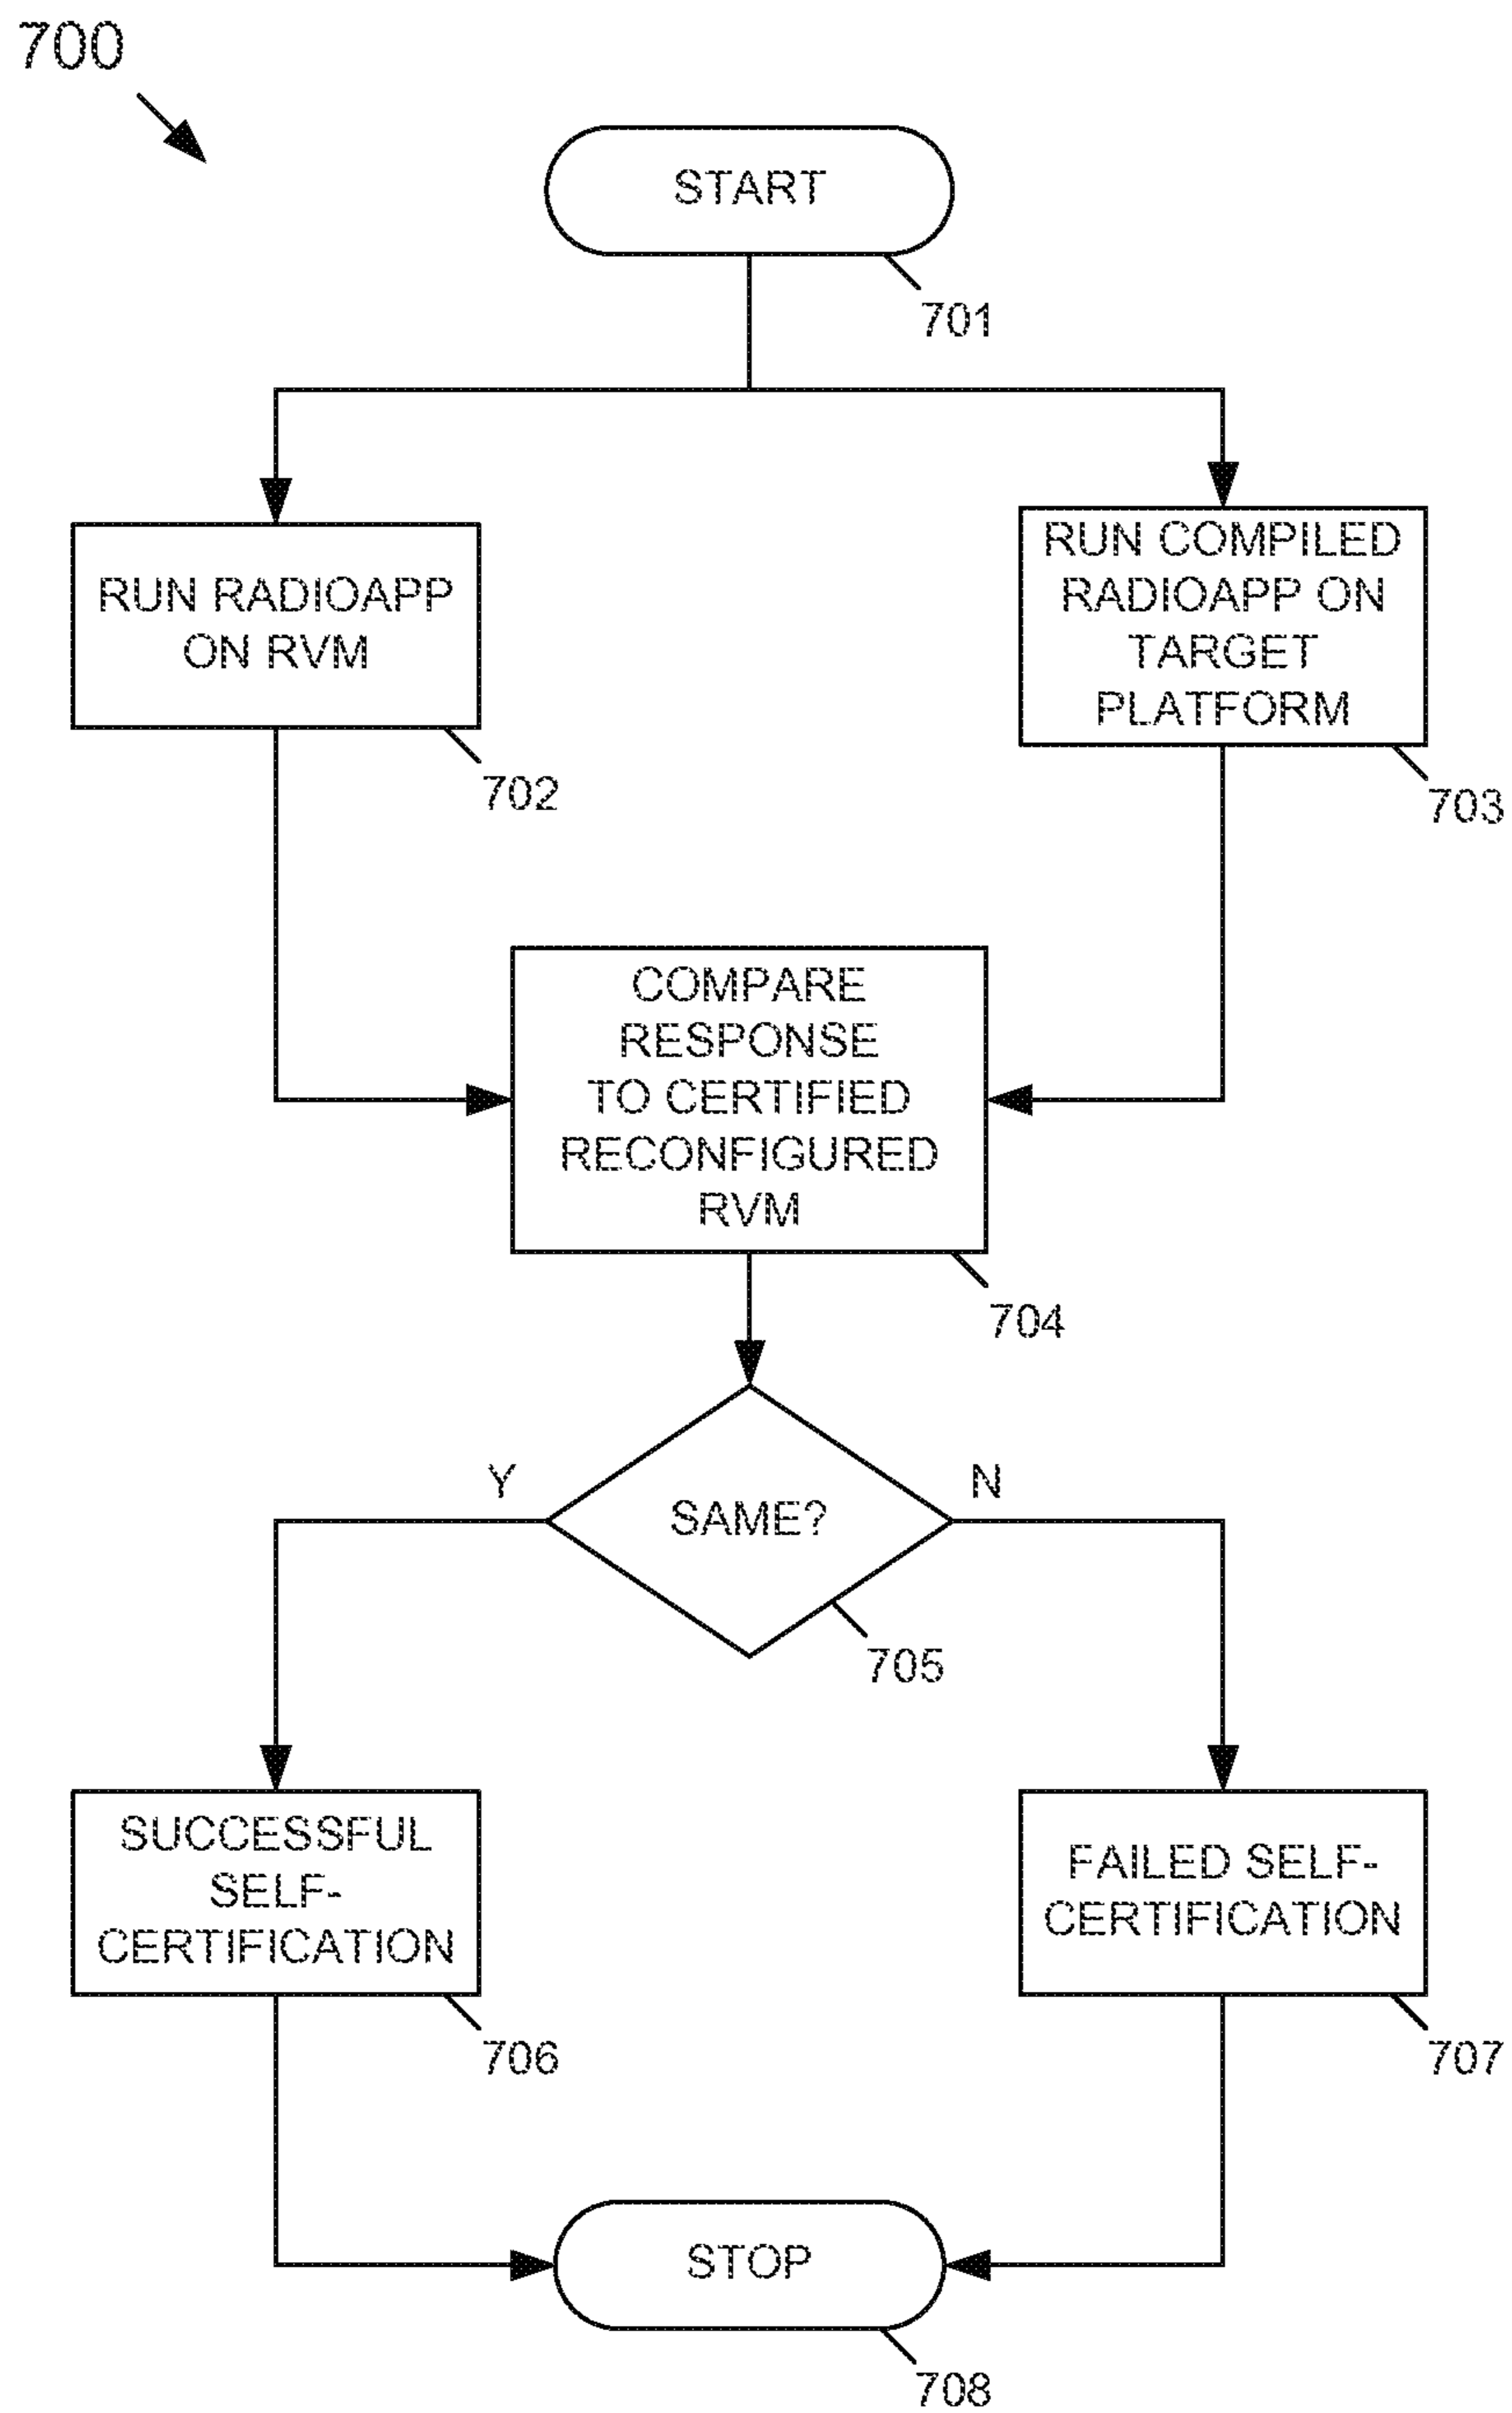 700
START
701
RUN RADIOAPP
ON RVM
702
RUN COMPILED
RADIOAPP ON
TARGET
PLATFORM
703
COMPARE
RESPONSE
TO CERTIFIED
RECONFIGURED
RVM
704
Y
SAME?
N
705
SUCCESSFUL
SELF-
CERTIFICATION
706
FAILED SELF-
CERTIFICATION
707
STOP
708